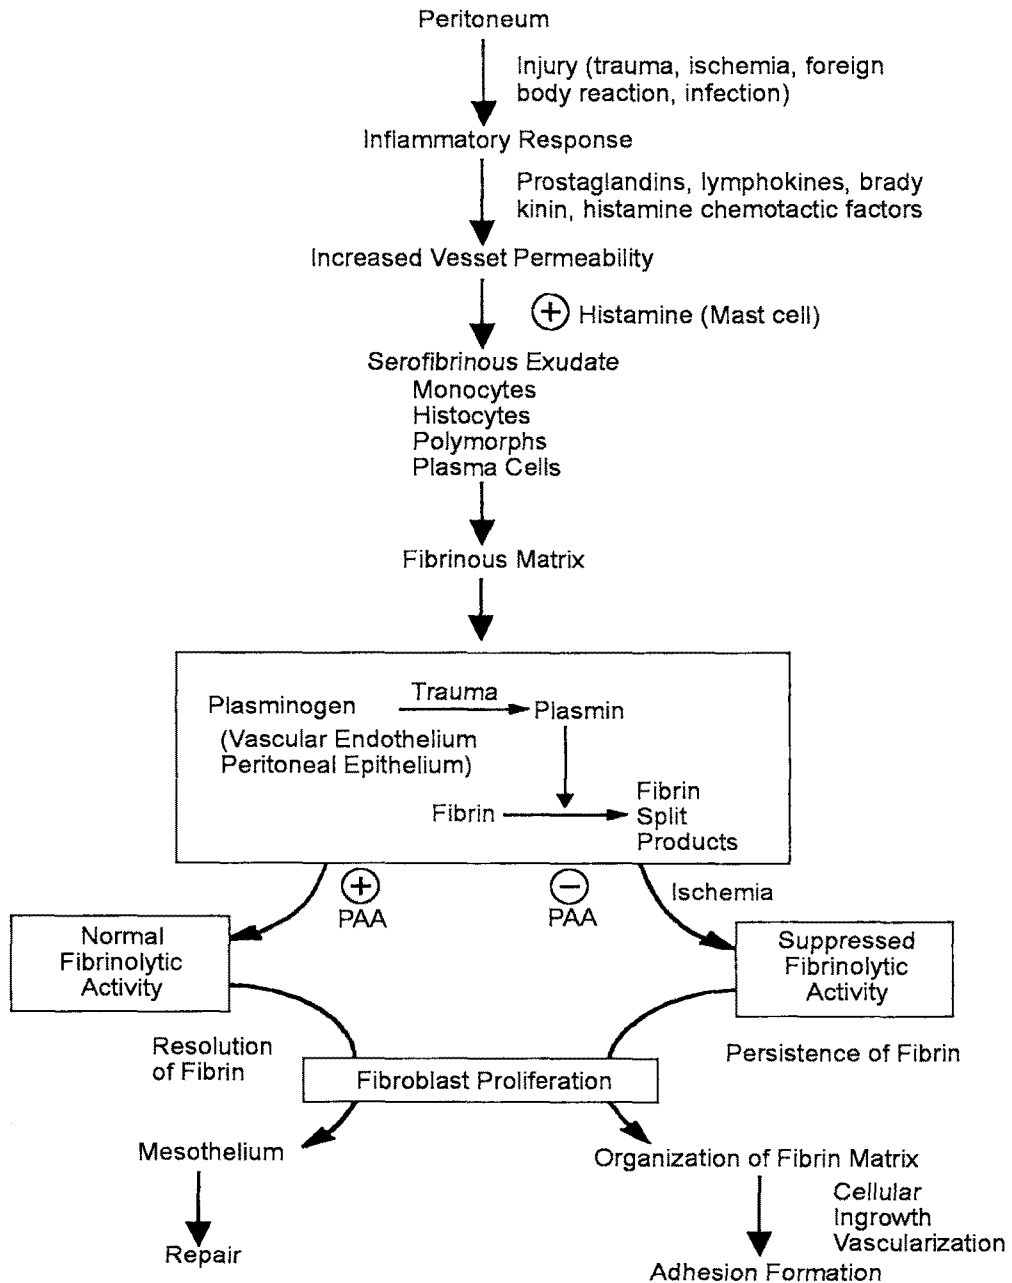 Peritoneum
Injury (trauma, ischemia, foreign
body reaction, infection)
Inflammatory Response
Prostaglandins, lymphokines, brady
kinin, histamine chemotactic factors
Increased Vesset Permeability
+ Histamine (Mast cell)
Serofibrinous Exudate
Monocytes
Histocytes
Polymorphs
Plasma Cells
Fibrinous Matrix
Plasminogen
Trauma
Plasmin
(Vascular Endothelium
Peritoneal Epithelium)
Fibrin
Fibrin
Split
Products
+
PAA
−
PAA
Ischemia
Normal
Fibrinolytic
Activity
Suppressed
Fibrinolytic
Activity
Resolution
of Fibrin
Persistence of Fibrin
Fibroblast Proliferation
Mesothelium
Organization of Fibrin Matrix
Cellular
Ingrowth
Vascularization
Repair
Adhesion Formation